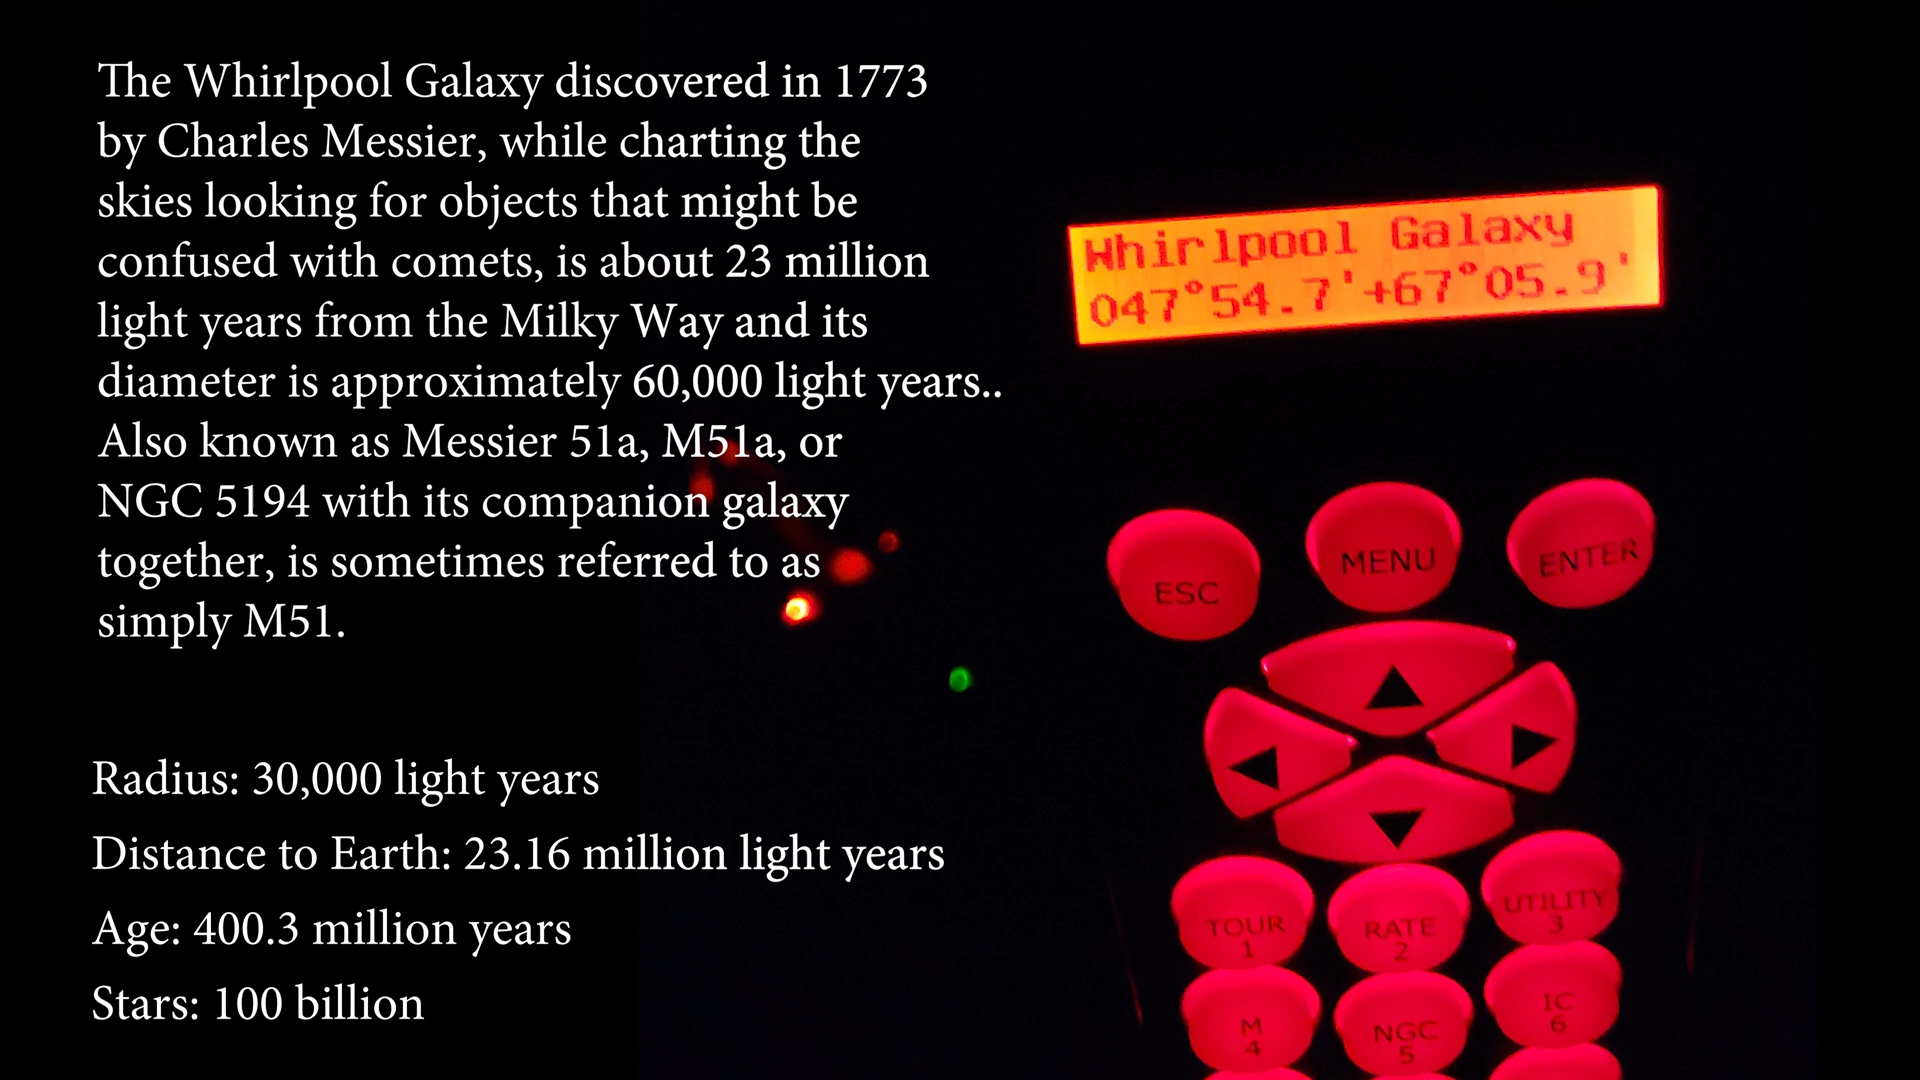 The Whirlpool Galaxy discovered in 1773
by Charles Messier, while charting the
skies looking for objects that might be
confused with comets, is about 23 million
light years from the Milky Way and its
diameter is approximately 60,000 light years..
Also known as Messier 51a, M51a, or
NGC 5194 with its companion galaxy
together, is sometimes referred to as
simply M51.
Radius: 30,000 light years
Distance to Earth: 23.16 million light years
Age: 400.3 million years
Stars: 100 billion
Whirlpool Galaxy
047°54.7'+67°05.9'
ESC
MENU
ENTER
TOUR
1
RATE
2
UTILITY
3
M
4
NGC
5
IC
6